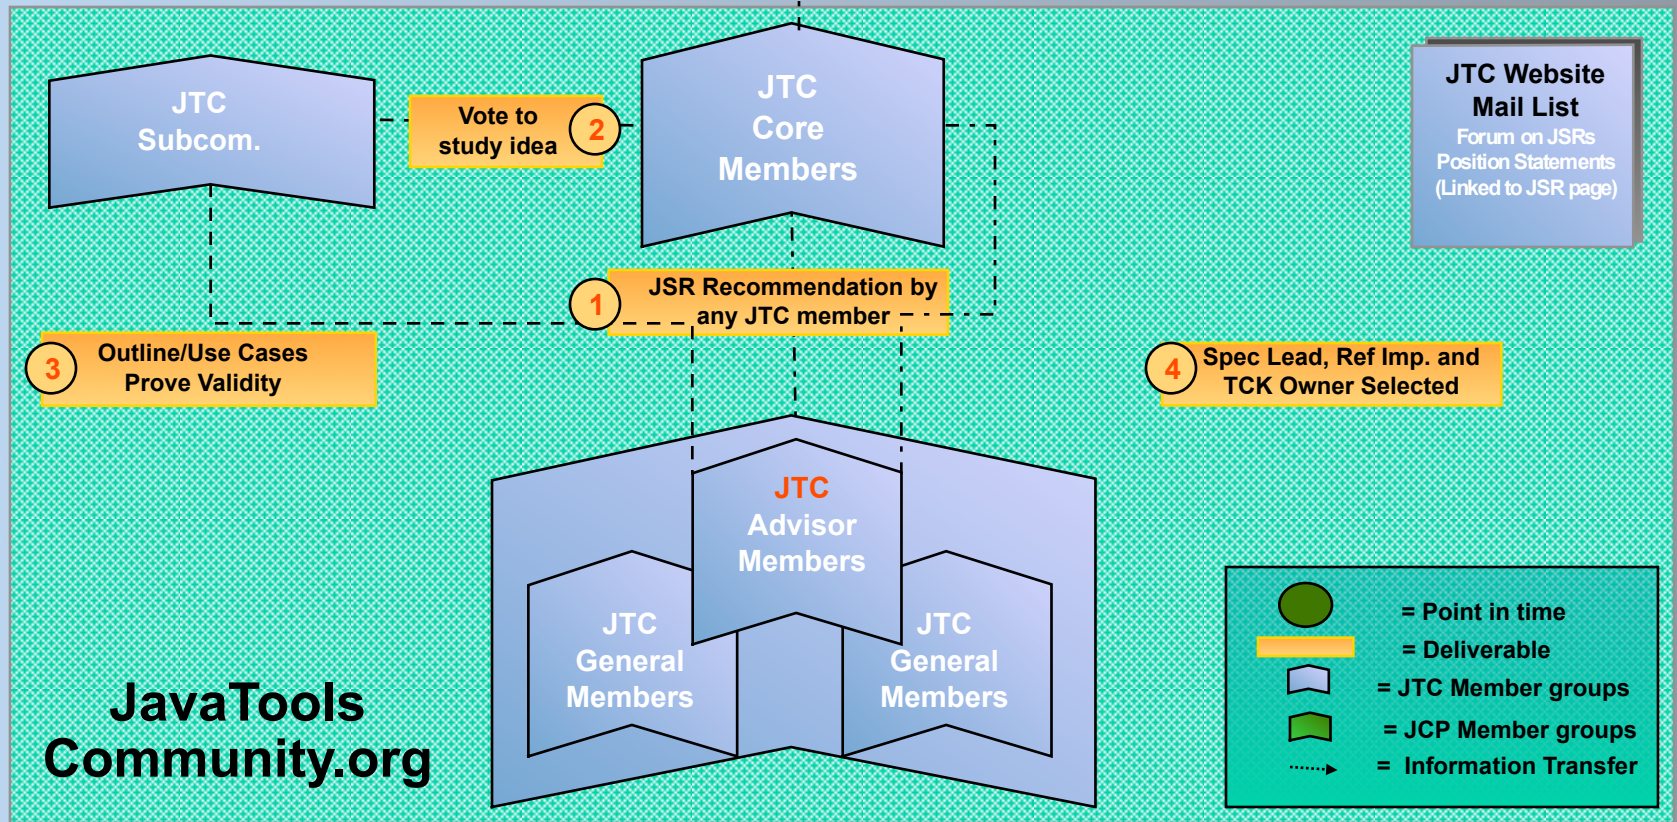 JTC
Subcom.
Vote to
study idea
2
JTC
Core
Members
JTC Website
Mail List
Forum on JSRs
Position Statements
(Linked to JSR page)
1
JSR Recommendation by
any JTC member
3
Outline/Use Cases
Prove Validity
4
Spec Lead, Ref Imp. and
TCK Owner Selected
JTC
Advisor
Members
JTC
General
Members
JTC
General
Members
JavaTools
Community.org
= Point in time
= Deliverable
= JTC Member groups
= JCP Member groups
= Information Transfer